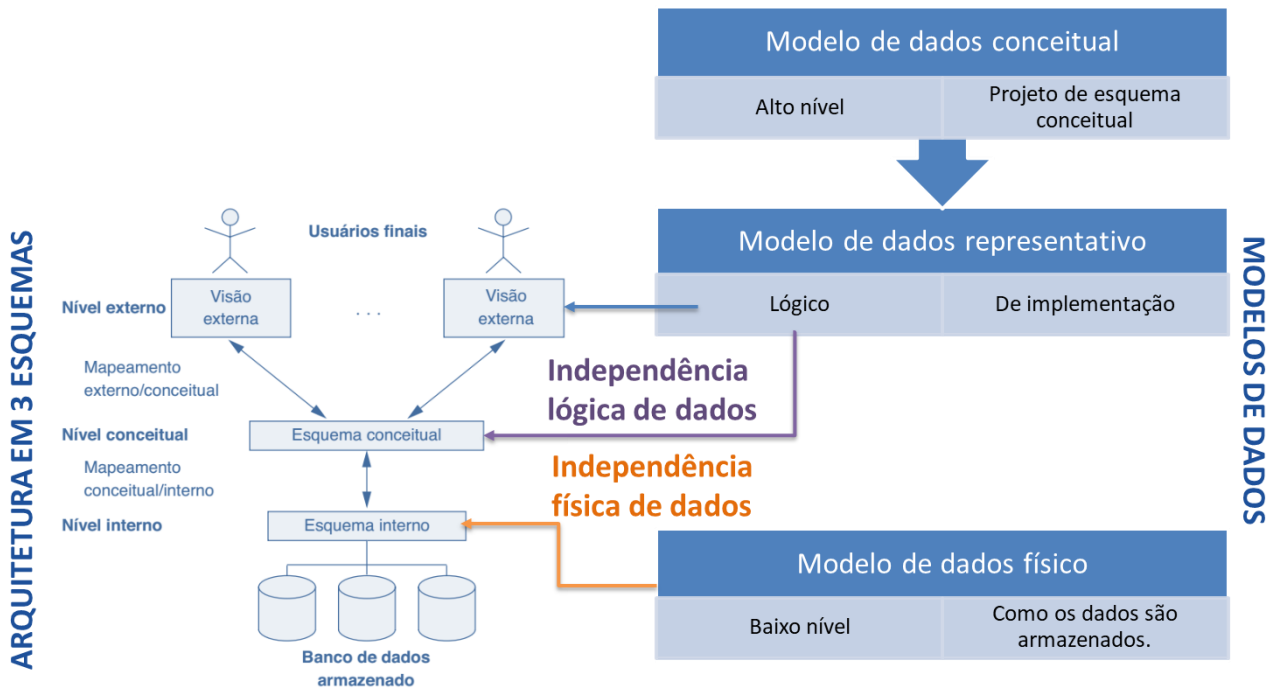 ARQUITETURA EM 3 ESQUEMAS
Usuários finais
Nível externo
Visão
externa
. . .
Visão
externa
Mapeamento
externo/conceitual
Nível conceitual
Esquema conceitual
Mapeamento
conceitual/interno
Nível interno
Esquema interno
Banco de dados
armazenado
Independência
lógica de dados
Independência
física de dados
Modelo de dados conceitual
Alto nível
Projeto de esquema
conceitual
Modelo de dados representativo
Lógico
De implementação
Modelo de dados físico
Baixo nível
Como os dados são
armazenados.
MODELOS DE DADOS